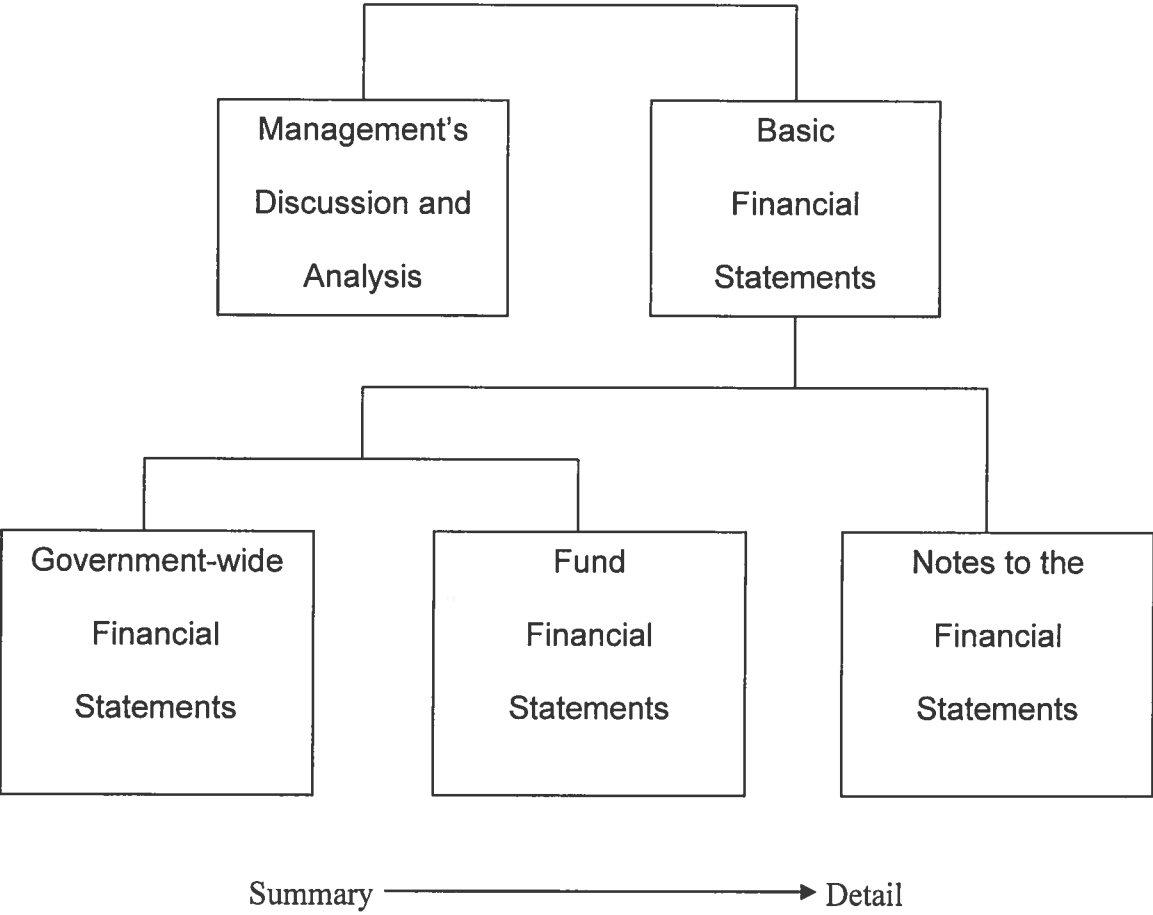 Management's
Discussion and
Analysis
Basic
Financial
Statements
Government-wide
Financial
Statements
Fund
Financial
Statements
Notes to the
Financial
Statements
Summary
Detail